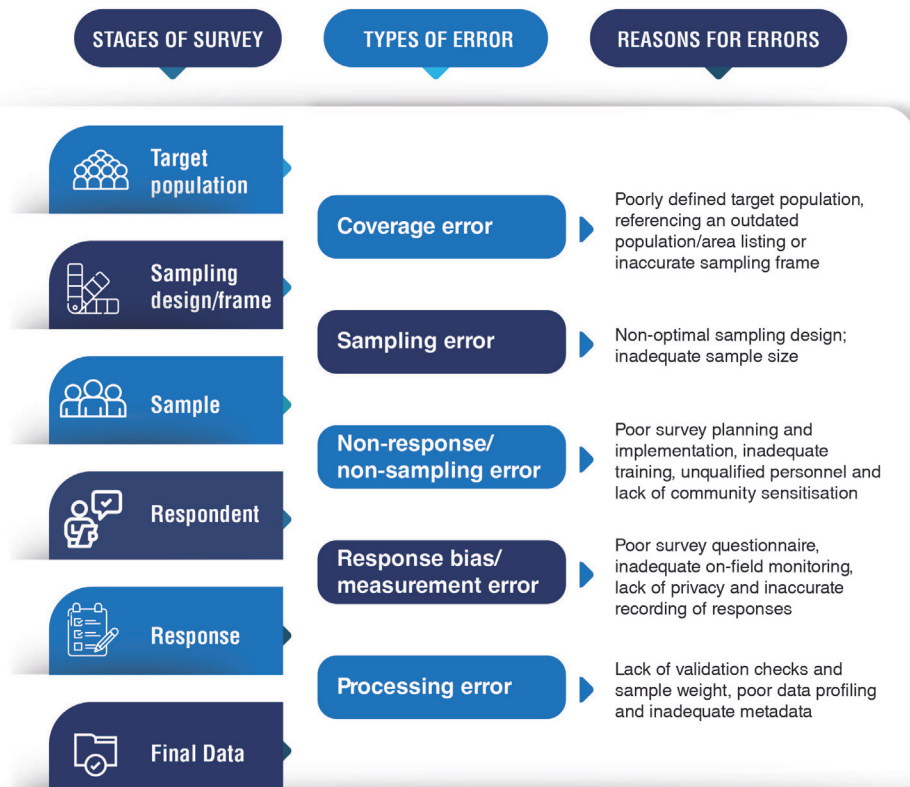 STAGES OF SURVEY
TYPES OF ERROR
REASONS FOR ERRORS
Target
population
Sampling
design/frame
Sample
Respondent
Response
Final Data
Coverage error
Poorly defined target population,
referencing an outdated
population/area listing or
inaccurate sampling frame
Sampling error
Non-optimal sampling design;
inadequate sample size
Non-response/
non-sampling error
Poor survey planning and
implementation, inadequate
training, unqualified personnel and
lack of community sensitisation
Response bias/
measurement error
Poor survey questionnaire,
inadequate on-field monitoring,
lack of privacy and inaccurate
recording of responses
Processing error
Lack of validation checks and
sample weight, poor data profiling
and inadequate metadata